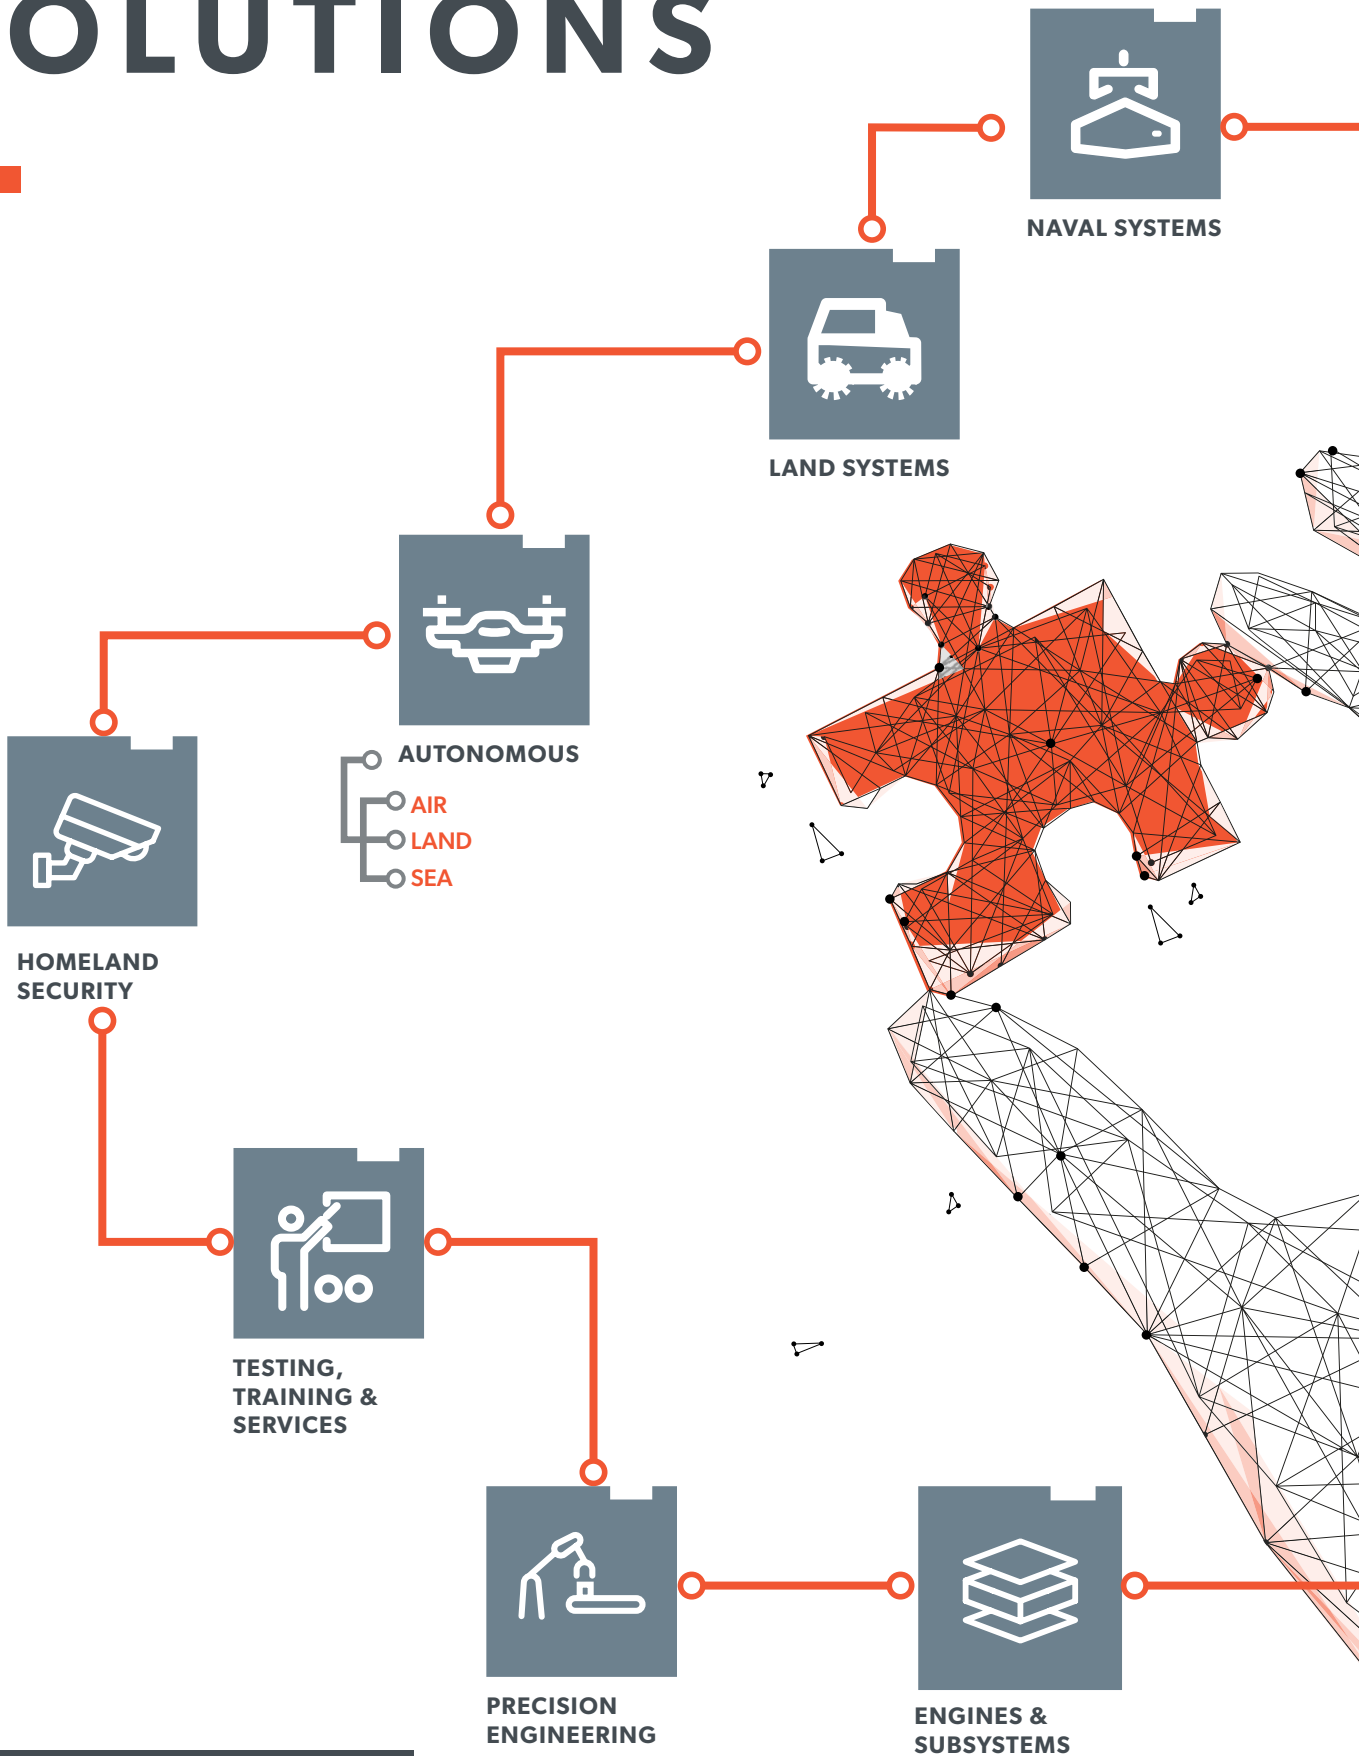 OLUTIONS
NAVAL SYSTEMS
LAND SYSTEMS
AUTONOMOUS
AIR
LAND
SEA
HOMELAND
SECURITY
TESTING,
TRAINING &
SERVICES
PRECISION
ENGINEERING
ENGINES &
SUBSYSTEMS